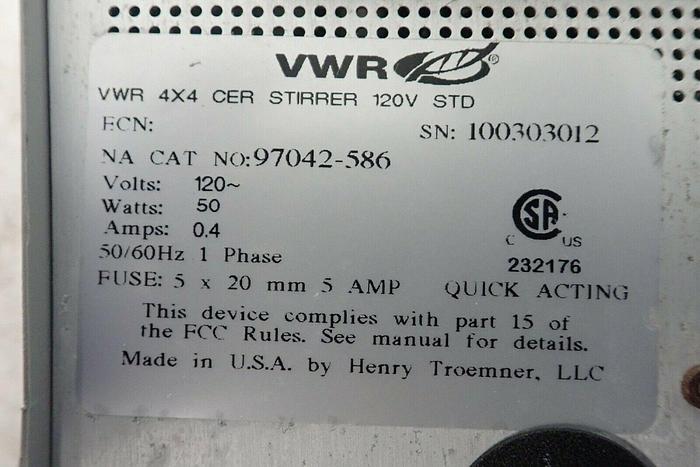 VWR ®
VWR 4X4 CER STIRRER 120V STD
ECN: SN: 100303012
NA CAT NO:97042-586
Volts: 120~
Watts: 50
Amps: 0.4
50/60Hz 1 Phase
CSA
C US
232176
FUSE: 5 x 20 mm 5 AMP QUICK ACTING
This device complies with part 15 of
the FCC Rules. See manual for details.
Made in U.S.A. by Henry Troemner, LLC